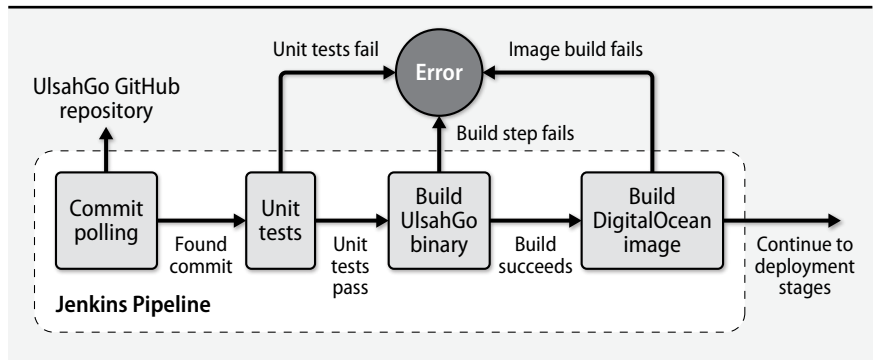 Unit tests fail
Error
Image build fails
UlsahGo GitHub
repository
Build step fails
Commit
polling
Found
commit
Unit
tests
Unit
tests
pass
Build
UlsahGo
binary
Build
succeeds
Build
DigitalOcean
image
Continue to
deployment
stages
Jenkins Pipeline